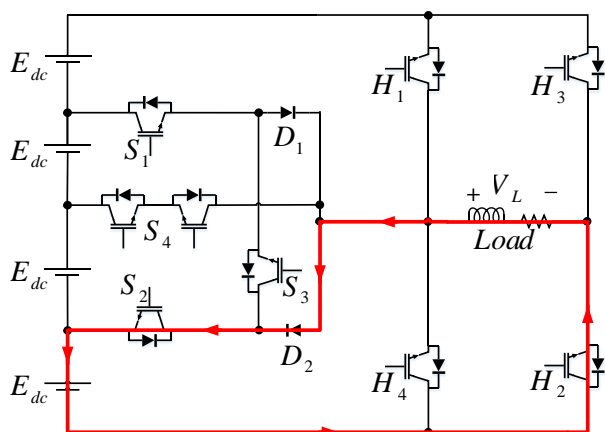 E_dc
H_1
H_3
E_dc
S_1
D_1
+ V_L −
Load
S_4
E_dc
S_2
S_3
D_2
E_dc
H_4
H_2